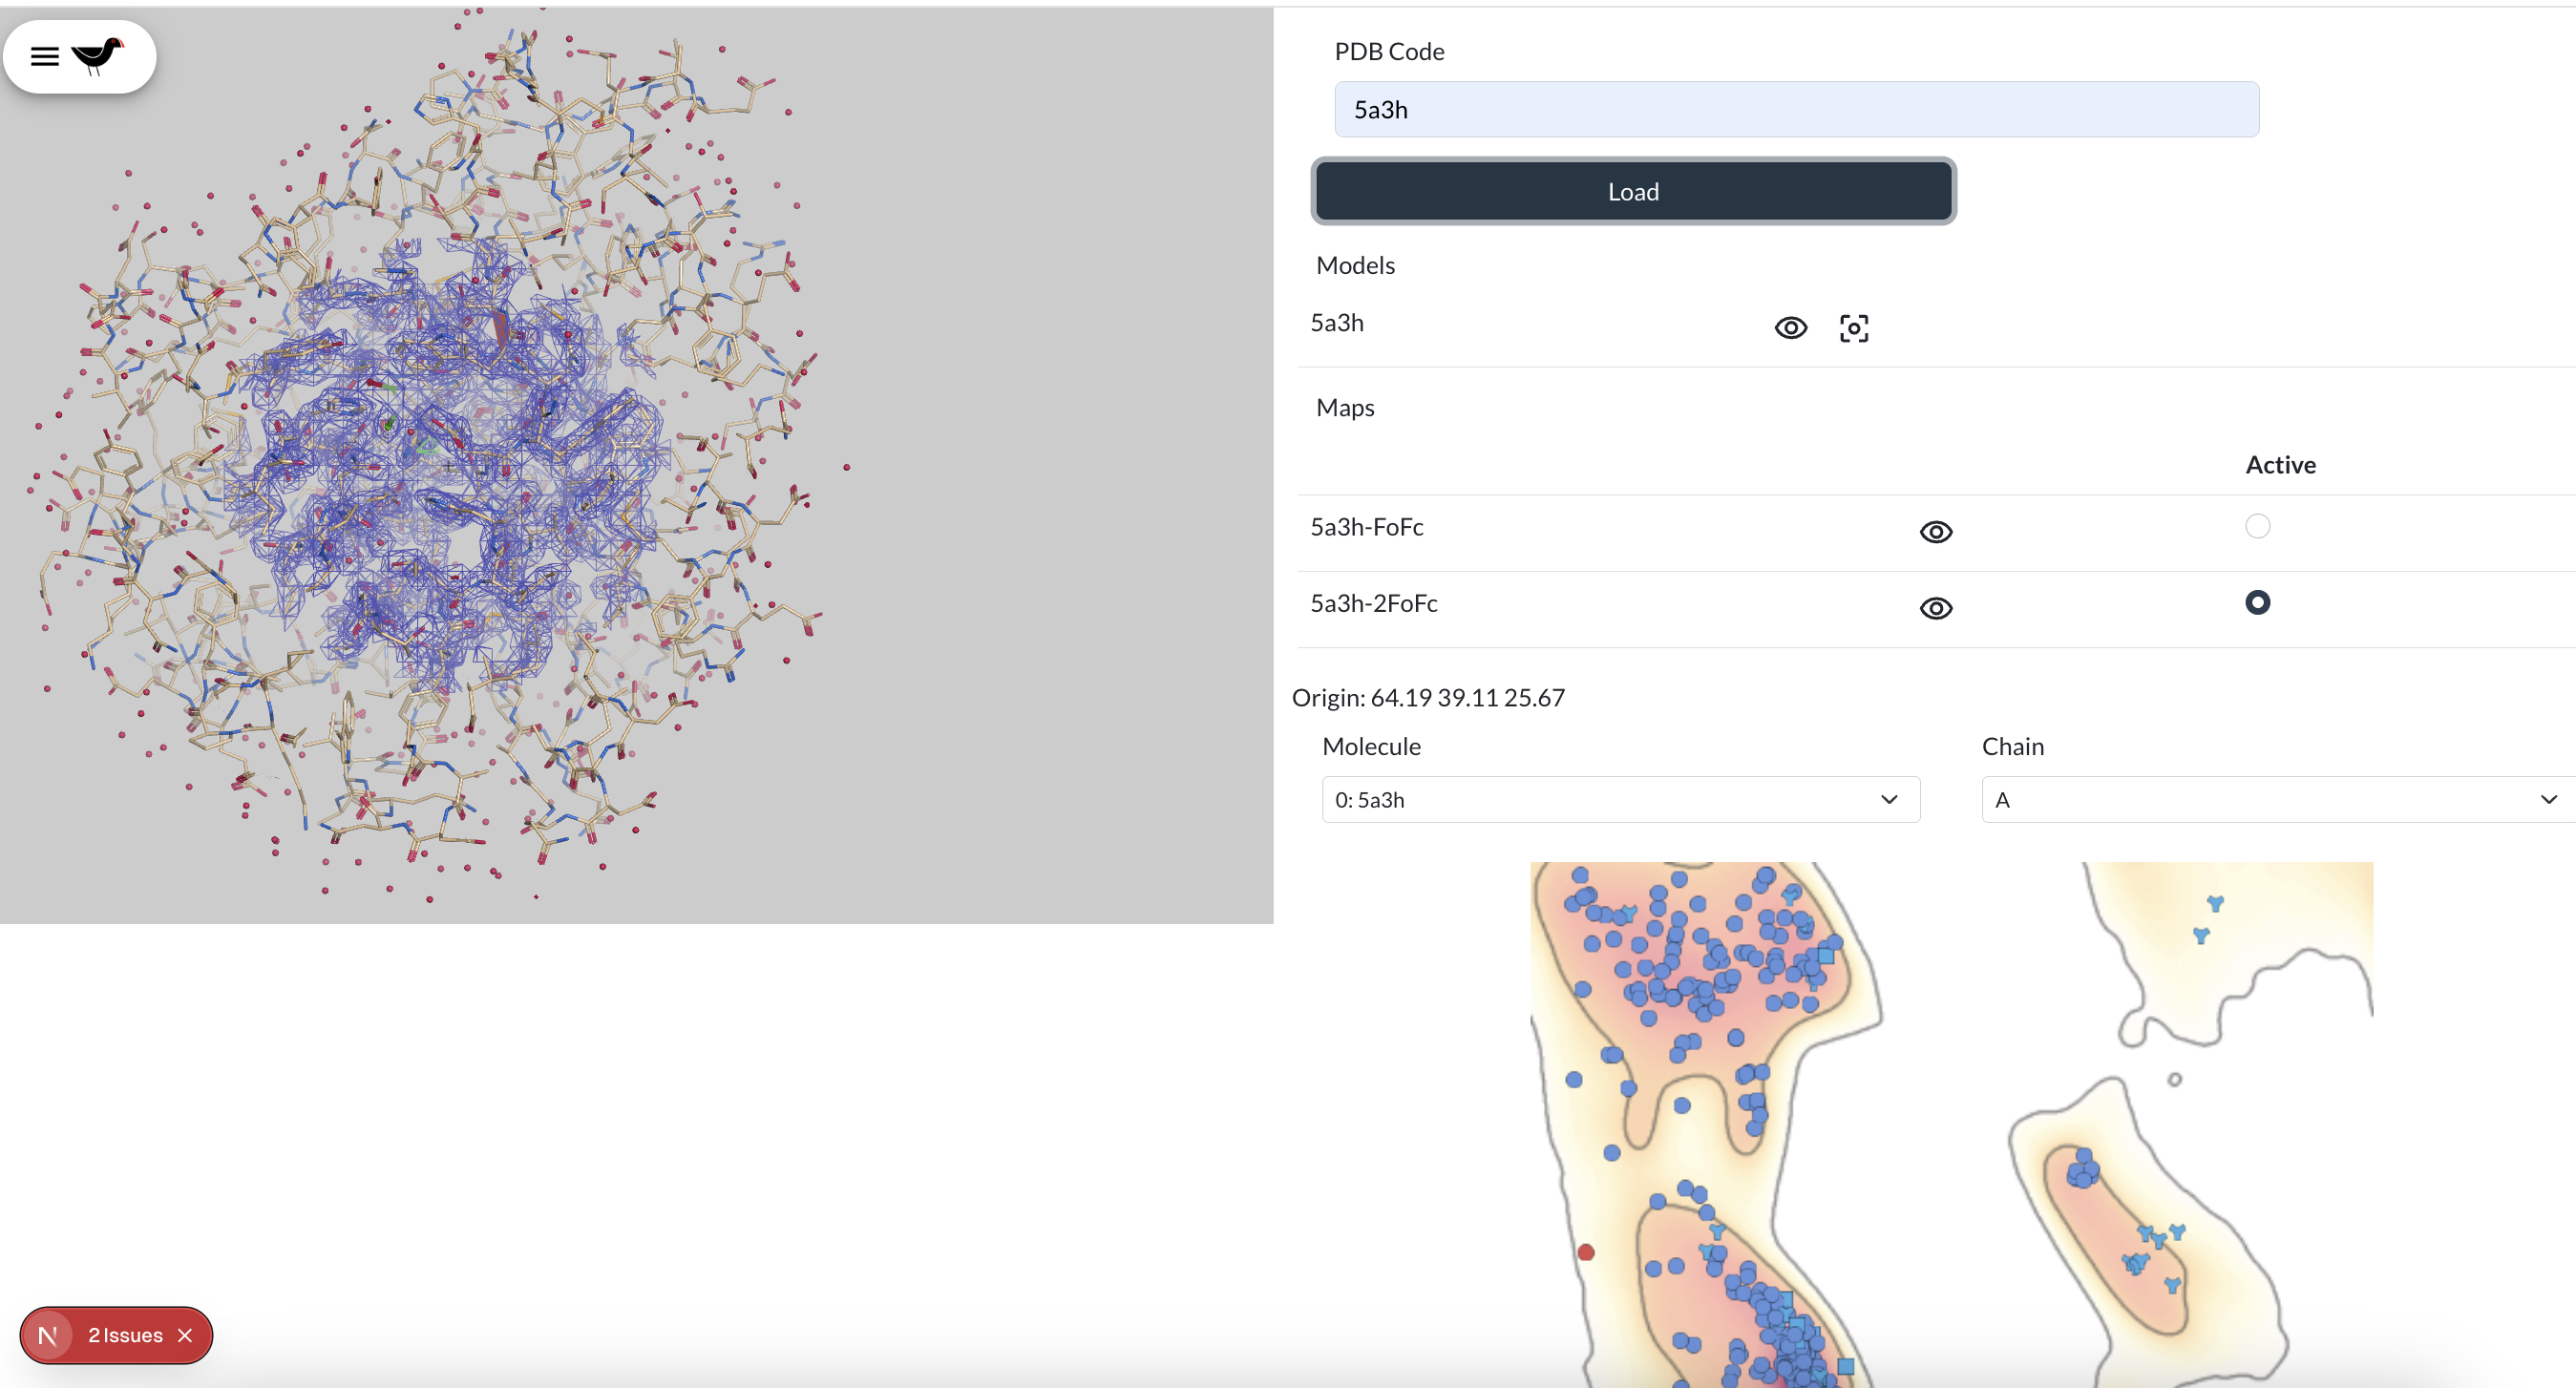 PDB Code
5a3h
Load
Models
5a3h
Maps
Active
5a3h-FoFc
5a3h-2FoFc
Origin: 64.19 39.11 25.67
Molecule
Chain
0: 5a3h
A
N
2 Issues